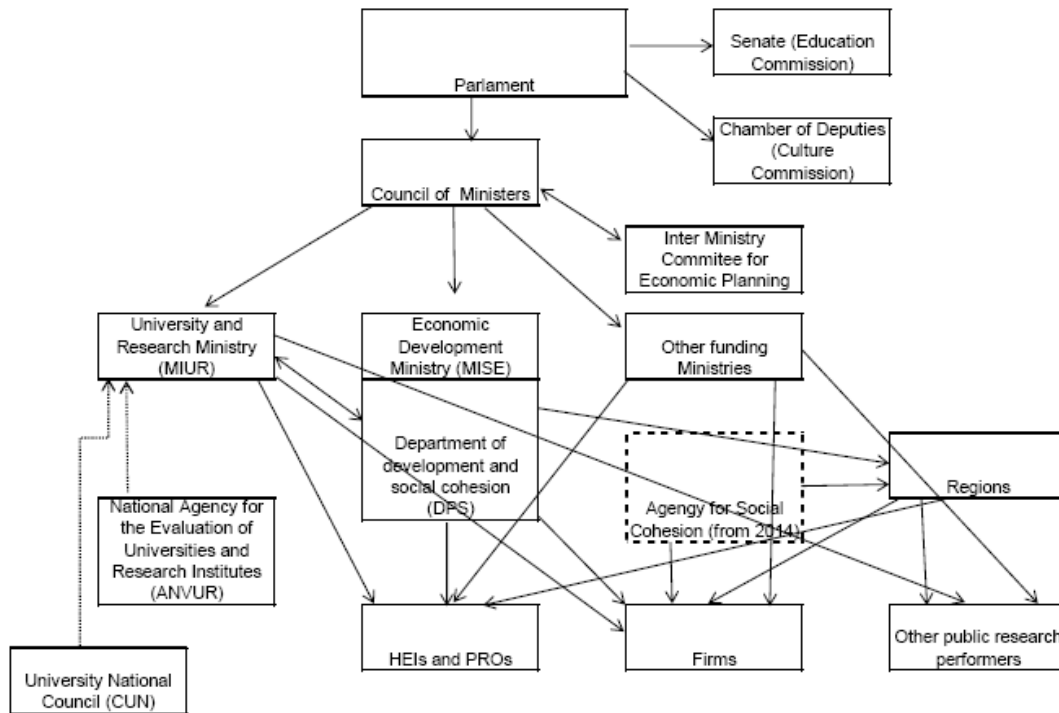 Parlament
Senate (Education
Commission)
Chamber of Deputies
(Culture
Commission)
Council of  Ministers
Inter Ministry
Commitee for
Economic Planning
University and
Research Ministry
(MIUR)
Economic
Development
Ministry (MISE)
Other funding
Ministries
Department of
development and
social cohesion
(DPS)
Agengy for Social
Cohesion (from 2014)
Regions
National Agency for
the Evaluation of
Universities and
Research Institutes
(ANVUR)
HEIs and PROs
Firms
Other public research
performers
University National
Council (CUN)